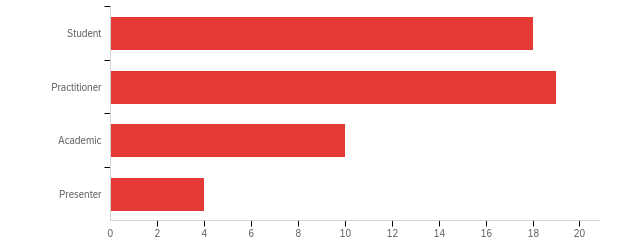 Student
Practitioner
Academic
Presenter
0 2 4 6 8 10 12 14 16 18 20